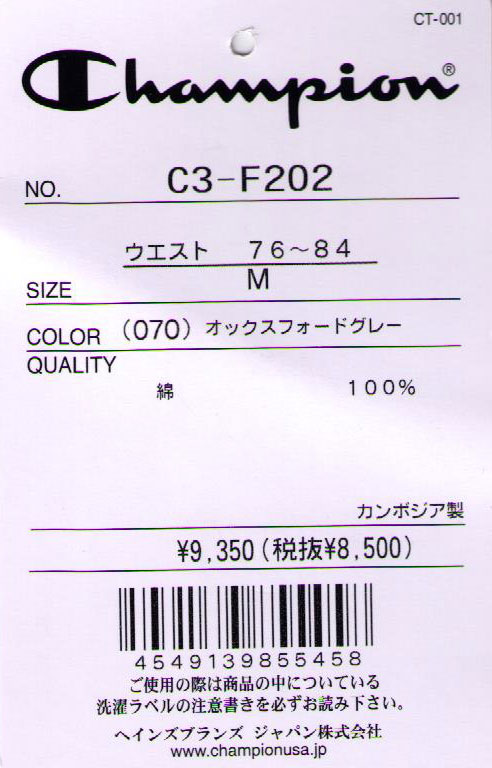 CT-001
Champion®
NO. C3-F202
ウエスト 76~84
SIZE M
COLOR (070) オックスフォードグレー
QUALITY
綿 100%
カンボジア製
¥9,350(税抜¥8,500)
4549139855458
ご使用の際は商品の中についている
洗濯ラベルの注意書きを必ずお読み下さい。
ヘインズブランズ ジャパン株式会社
www.championusa.jp